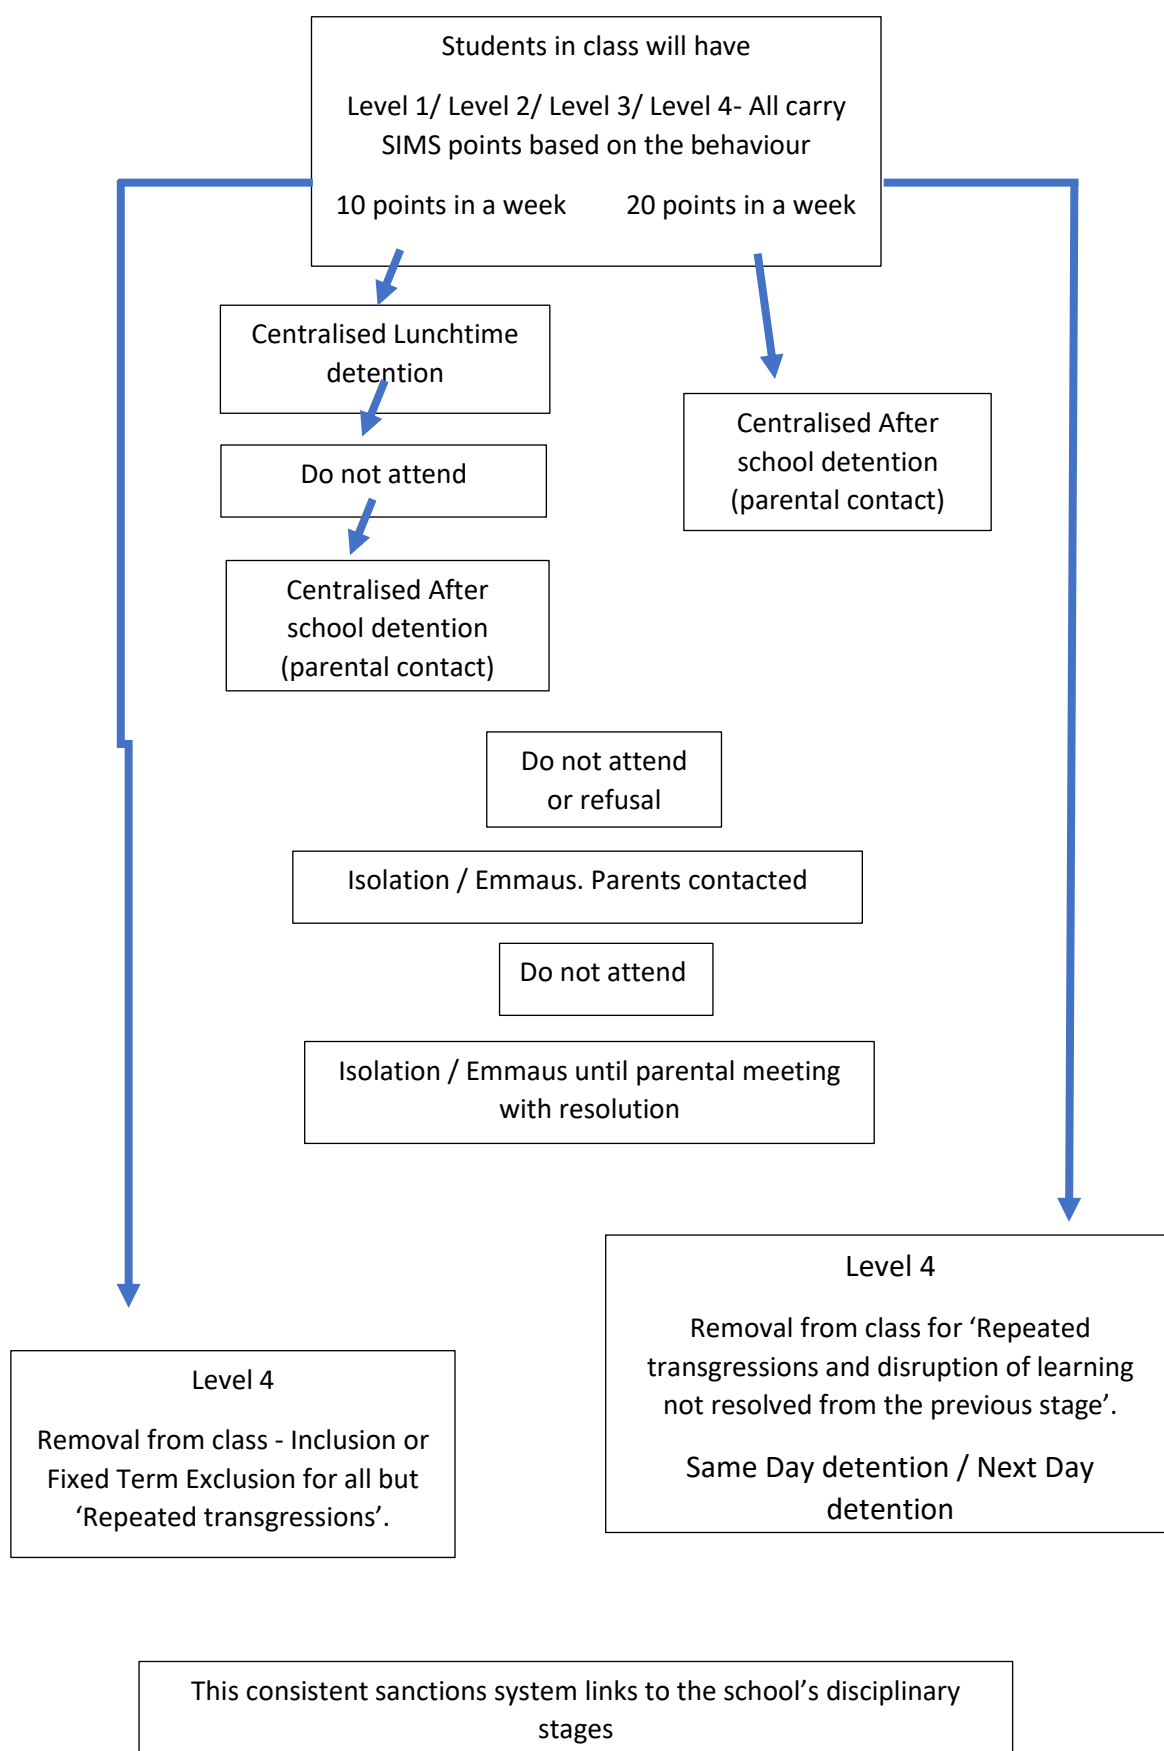 Students in class will have
Level 1/ Level 2/ Level 3/ Level 4- All carry
SIMS points based on the behaviour
10 points in a week 20 points in a week
Centralised Lunchtime
detention
Do not attend
Centralised After
school detention
(parental contact)
Centralised After
school detention
(parental contact)
Do not attend
or refusal
Isolation / Emmaus. Parents contacted
Do not attend
Isolation / Emmaus until parental meeting
with resolution
Level 4
Removal from class - Inclusion or
Fixed Term Exclusion for all but
‘Repeated transgressions’.
Level 4
Removal from class for ‘Repeated
transgressions and disruption of learning
not resolved from the previous stage’.
Same Day detention / Next Day
detention
This consistent sanctions system links to the school’s disciplinary
stages